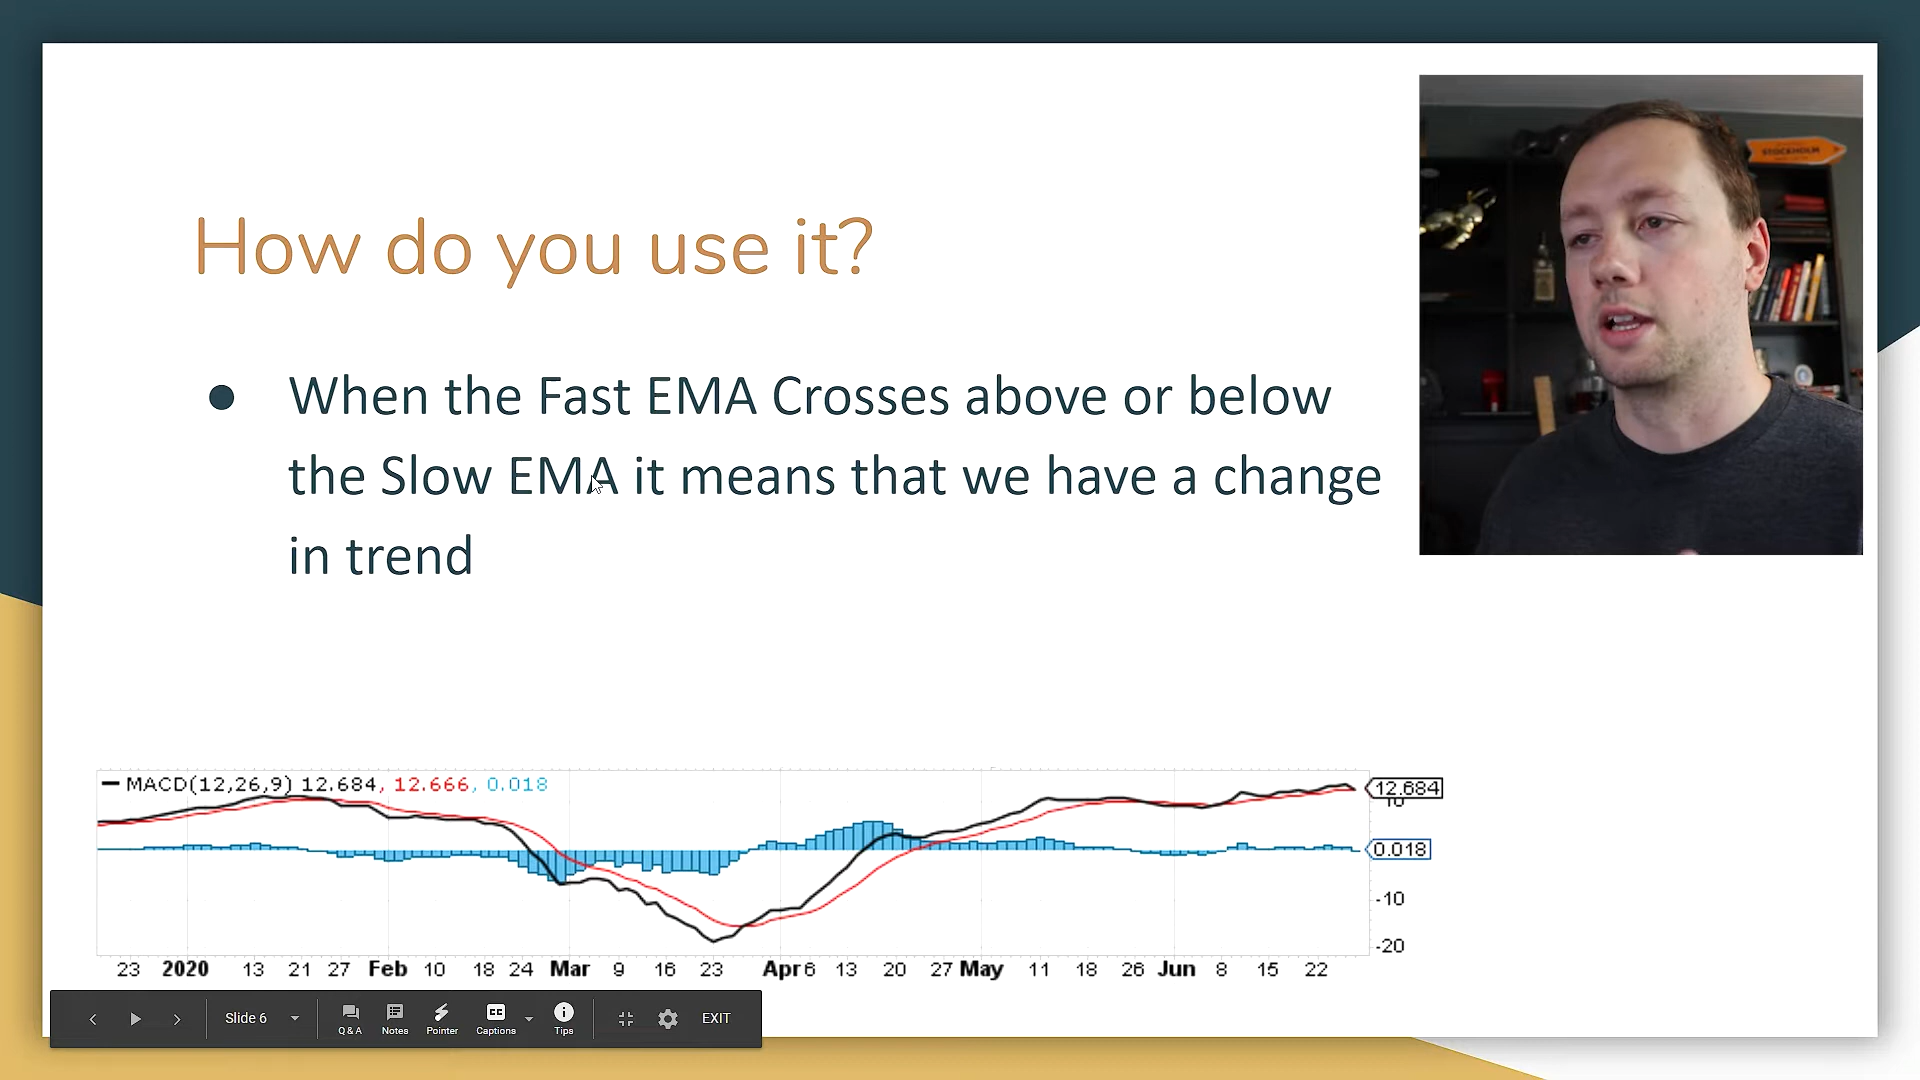 STOCKHOLM
How do you use it?
● When the Fast EMA Crosses above or below
the Slow EMA it means that we have a change
in trend
MACD(12,26,9) 12.684, 12.666, 0.018
12.684
10
0.018
-10
-20
23 2020 13 21 27 Feb 10 18 24 Mar 9 16 23 Apr 6 13 20 27 May 11 18 26 Jun 8 15 22
Slide 6
Q&A Notes Pointer Captions Tips
CC
EXIT